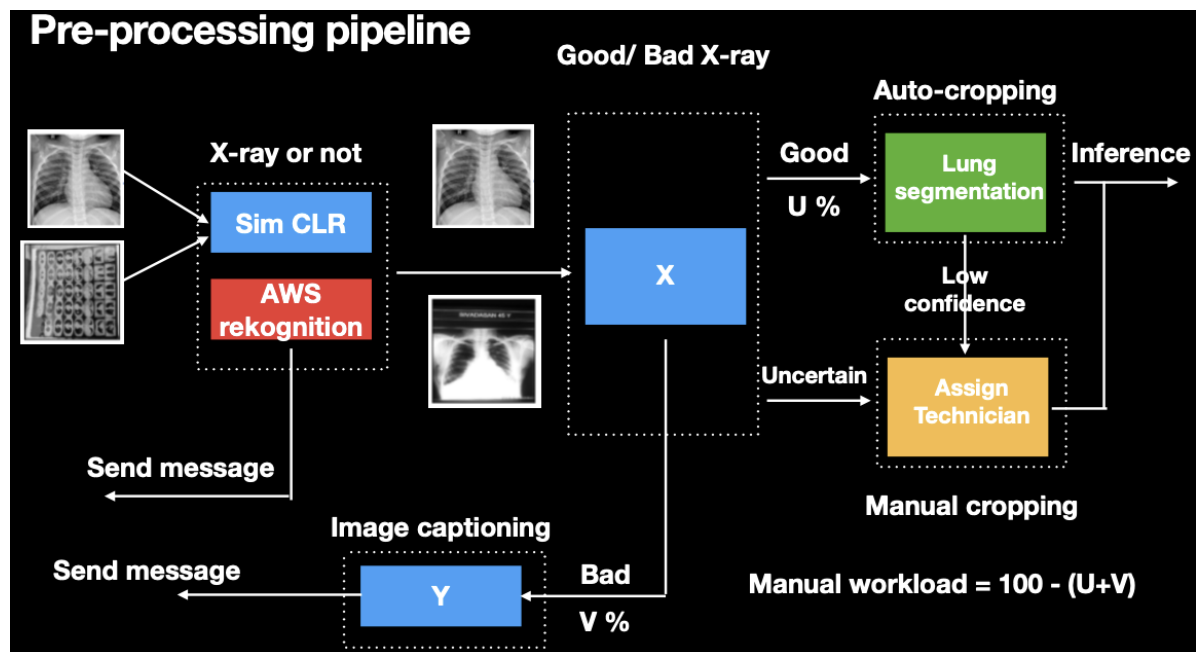 Pre-processing pipeline
Good/ Bad X-ray
Auto-cropping
X-ray or not
Good
U %
Lung
segmentation
Inference
Sim CLR
AWS
rekognition
X
Low
confidence
Uncertain
Assign
Technician
Manual cropping
Send message
Image captioning
Send message
Y
Bad
V %
Manual workload = 100 - (U+V)